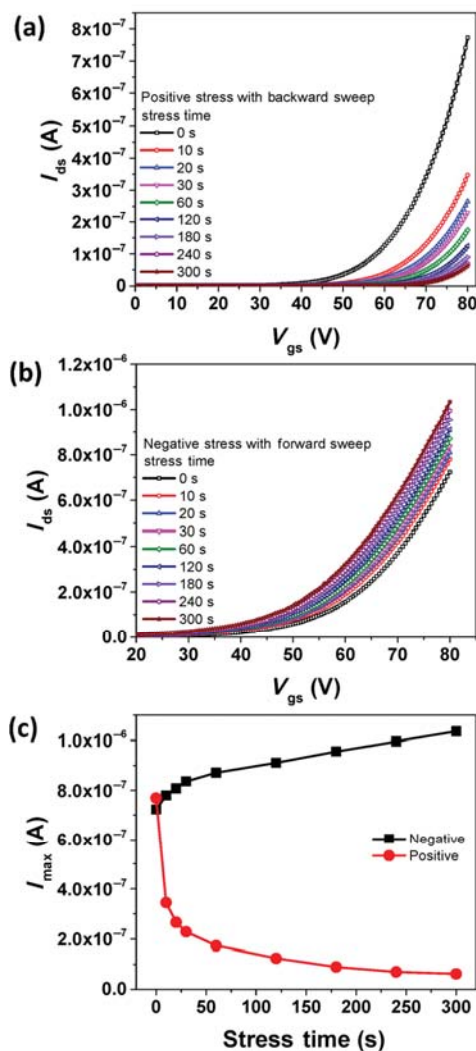 (a)
8x10⁻⁷
7x10⁻⁷
6x10⁻⁷
5x10⁻⁷
4x10⁻⁷
3x10⁻⁷
2x10⁻⁷
1x10⁻⁷
0
I_ds (A)
Positive stress with backward sweep
stress time
0 s
10 s
20 s
30 s
60 s
120 s
180 s
240 s
300 s
0 10 20 30 40 50 60 70 80
V_gs (V)
(b)
1.2x10⁻⁶
1.0x10⁻⁶
8.0x10⁻⁷
6.0x10⁻⁷
4.0x10⁻⁷
2.0x10⁻⁷
0.0
I_ds (A)
Negative stress with forward sweep
stress time
0 s
10 s
20 s
30 s
60 s
120 s
180 s
240 s
300 s
20 30 40 50 60 70 80
V_gs (V)
(c)
1.0x10⁻⁶
8.0x10⁻⁷
6.0x10⁻⁷
4.0x10⁻⁷
2.0x10⁻⁷
0.0
I_max (A)
Negative
Positive
0 50 100 150 200 250 300
Stress time (s)